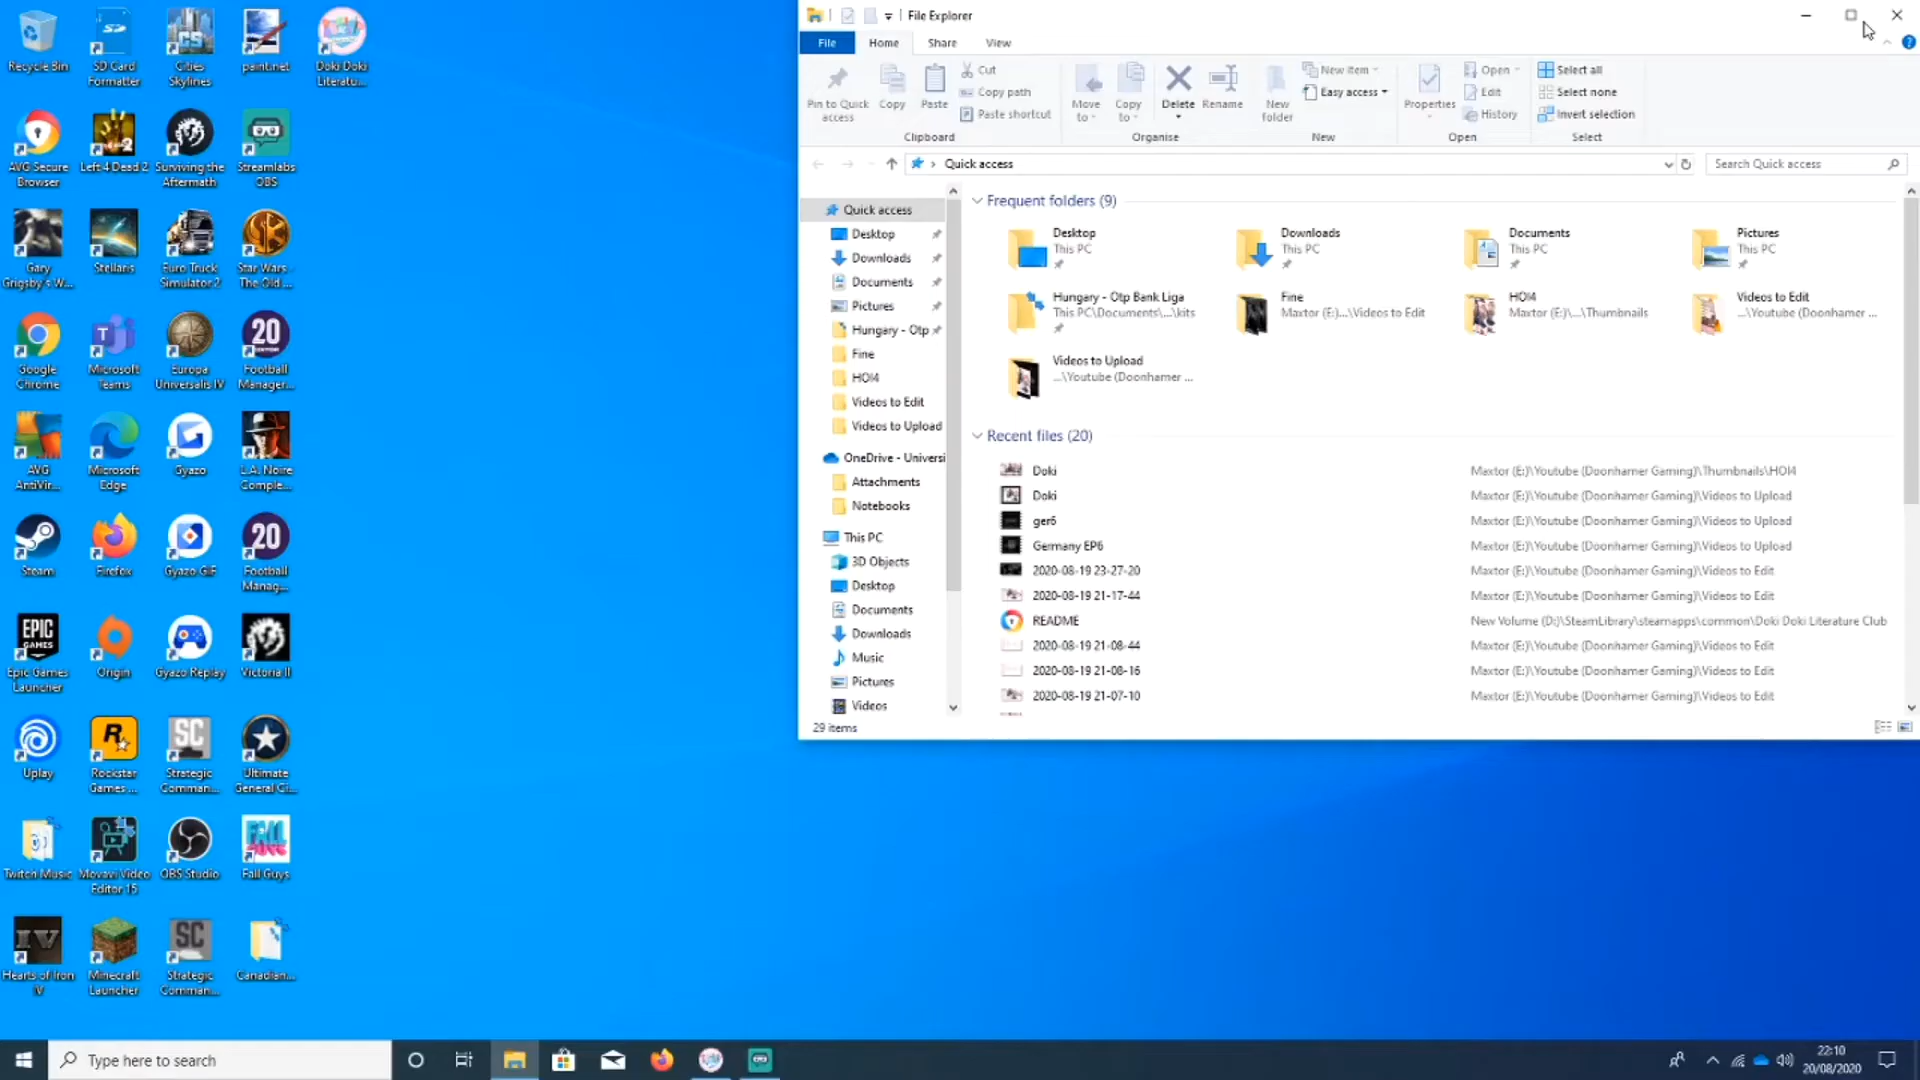 Recycle Bin
SD Card
Formatter
Cities
Skylines
paint.net
Doki Doki
Literatu...
AVG Secure
Browser
Left 4 Dead 2
Surviving the
Aftermath
Streamlabs
OBS
Gary
Grigsby's W...
Stellaris
Euro Truck
Simulator 2
Star Wars -
The Old ...
Google
Chrome
Microsoft
Teams
Europa
Universalis IV
20
Football
Manager...
AVG
AntiVir...
Microsoft
Edge
Gyazo
L.A. Noire
Comple...
Steam
Firefox
Gyazo GIF
20
Football
Manag...
EPIC
GAMES
Epic Games
Launcher
Origin
Gyazo Replay
Victoria II
Uplay
Rockstar
Games ...
SC
Strategic
Comman...
Ultimate
General Ci...
Twitch Music
Movavi Video
Editor 15
OBS Studio
FALL
GUYS
Fall Guys
IV
Hearts of Iron
IV
Minecraft
Launcher
SC
Strategic
Comman...
Canadian...
File Explorer
File Home Share View
Pin to Quick
access
Copy
Paste
Cut
Copy path
Paste shortcut
Clipboard
Move
to
Copy
to
Delete
Rename
Organise
New
folder
New item
Easy access
New
Properties
Open
Edit
History
Open
Select all
Select none
Invert selection
Select
Quick access
Search Quick access
Quick access
Desktop
Downloads
Documents
Pictures
Hungary - Otp
Fine
HOI4
Videos to Edit
Videos to Upload
OneDrive - Universi
Attachments
Notebooks
This PC
3D Objects
Desktop
Documents
Downloads
Music
Pictures
Videos
Frequent folders (9)
Desktop
This PC
Downloads
This PC
Documents
This PC
Pictures
This PC
Hungary - Otp Bank Liga
This PC\Documents\...\kits
Fine
Maxtor (E:)...\Videos to Edit
HOI4
Maxtor (E:)\...\Thumbnails
Videos to Edit
...\Youtube (Doonhamer ...
Videos to Upload
...\Youtube (Doonhamer ...
Recent files (20)
Doki Maxtor (E:)\Youtube (Doonhamer Gaming)\Thumbnails\HOI4
Doki Maxtor (E:)\Youtube (Doonhamer Gaming)\Videos to Upload
ger6 Maxtor (E:)\Youtube (Doonhamer Gaming)\Videos to Upload
Germany EP6 Maxtor (E:)\Youtube (Doonhamer Gaming)\Videos to Upload
2020-08-19 23-27-20 Maxtor (E:)\Youtube (Doonhamer Gaming)\Videos to Edit
2020-08-19 21-17-44 Maxtor (E:)\Youtube (Doonhamer Gaming)\Videos to Edit
README New Volume (D:)\SteamLibrary\steamapps\common\Doki Doki Literature Club
2020-08-19 21-08-44 Maxtor (E:)\Youtube (Doonhamer Gaming)\Videos to Edit
2020-08-19 21-08-16 Maxtor (E:)\Youtube (Doonhamer Gaming)\Videos to Edit
2020-08-19 21-07-10 Maxtor (E:)\Youtube (Doonhamer Gaming)\Videos to Edit
29 items
Type here to search
22:10
20/08/2020